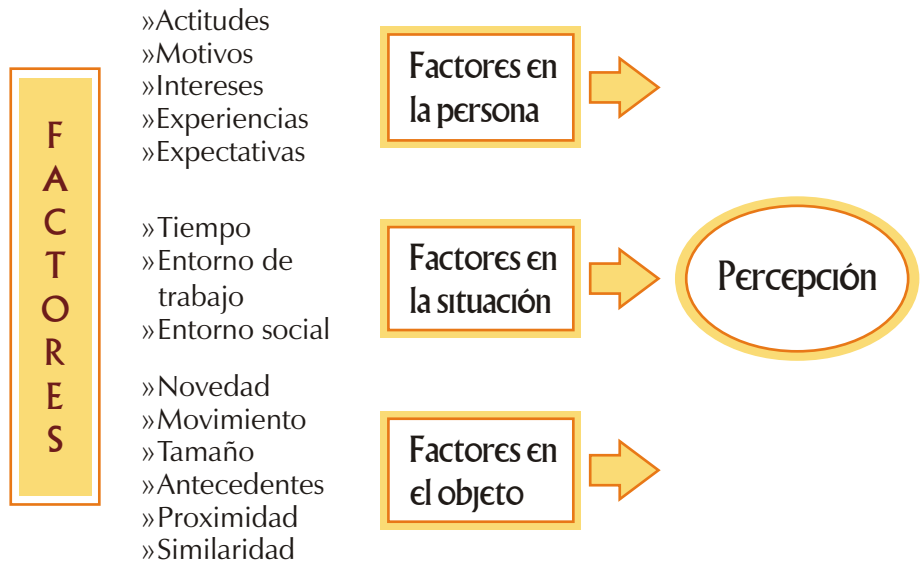 FACTORES
»Actitudes
»Motivos
»Intereses
»Experiencias
»Expectativas
Factores en
la persona
»Tiempo
»Entorno de
trabajo
»Entorno social
Factores en
la situación
Percepción
»Novedad
»Movimiento
»Tamaño
»Antecedentes
»Proximidad
»Similaridad
Factores en
el objeto